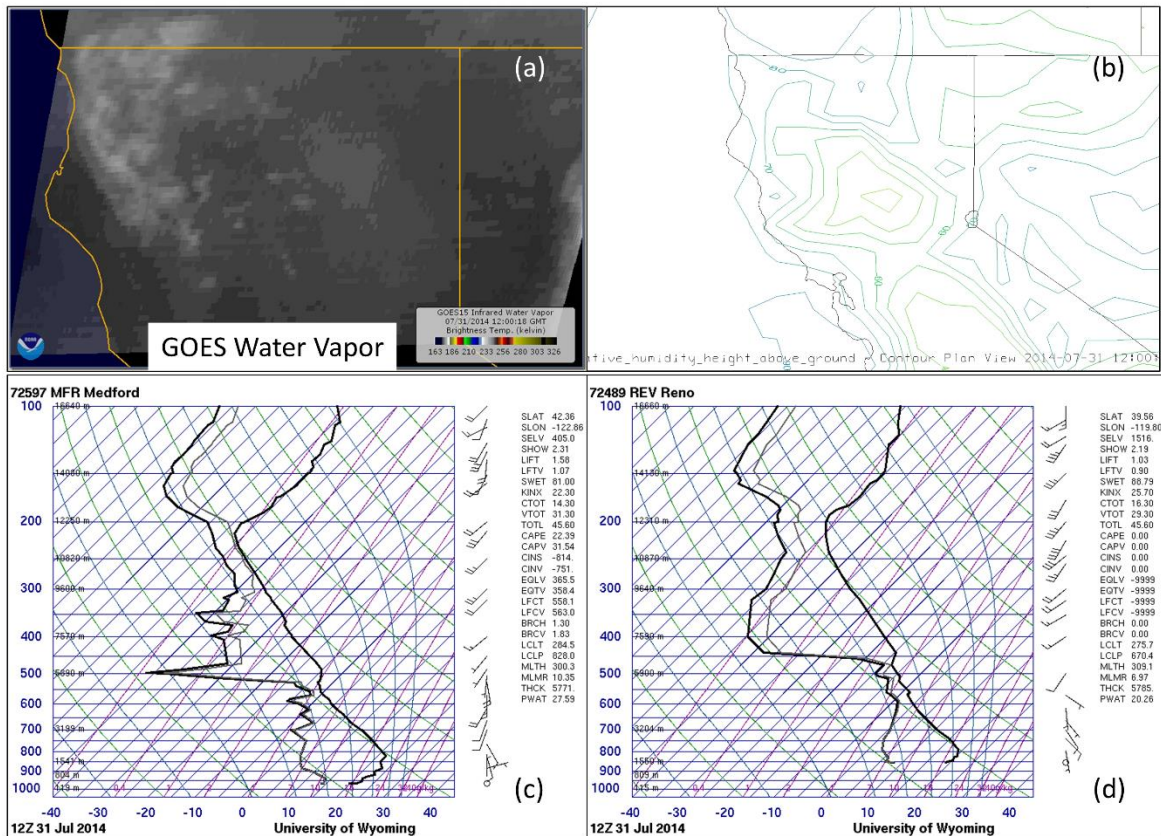 (a)
GOES Water Vapor
GOES15 Infrared Water Vapor
07/31/2014 12:00:18 GMT
Brightness Temp. (kelvin)
163 186 210 233 256 280 303 326
(b)
80
70
60
60
ative_humidity_height_above_ground - Contour Plan View 2014-07-31 12:00:
72597 MFR Medford
100
16640 m
14080 m
200
12250 m
10820 m
300
9600 m
400
7570 m
500
5890 m
600
700
3199 m
800
1541 m
900
804 m
1000
119 m
-40 -30 -20 -10 0 10 20 30 40
12Z 31 Jul 2014
University of Wyoming
SLAT 42.36
SLON -122.86
SELV 405.0
SHOW 2.31
LIFT 1.58
LFTV 1.07
SWET 81.00
KINX 22.30
CTOT 14.30
VTOT 31.30
TOTL 45.60
CAPE 22.39
CAPV 31.54
CINS -814.
CINV -751.
EQLV 365.5
EQTV 358.4
LFCT 558.1
LFCV 563.0
BRCH 1.30
BRCV 1.83
LCLT 284.5
LCLP 828.0
MLTH 300.3
MLMR 10.35
THCK 5771.
PWAT 27.59
(c)
72489 REV Reno
100
16660 m
14130 m
200
12310 m
10870 m
300
9640 m
400
500
5900 m
600
700
3204 m
800
1550 m
900
809 m
1000
115 m
-40 -30 -20 -10 0 10 20 30 40
12Z 31 Jul 2014
University of Wyoming
SLAT 39.56
SLON -119.80
SELV 1516.
SHOW 2.19
LIFT 1.03
LFTV 0.90
SWET 88.79
KINX 25.70
CTOT 16.30
VTOT 29.30
TOTL 45.60
CAPE 0.00
CAPV 0.00
CINS 0.00
CINV 0.00
EQLV -9999
EQTV -9999
LFCT -9999
LFCV -9999
BRCH 0.00
BRCV 0.00
LCLT 275.7
LCLP 670.4
MLTH 309.1
MLMR 6.97
THCK 5785.
PWAT 20.26
(d)